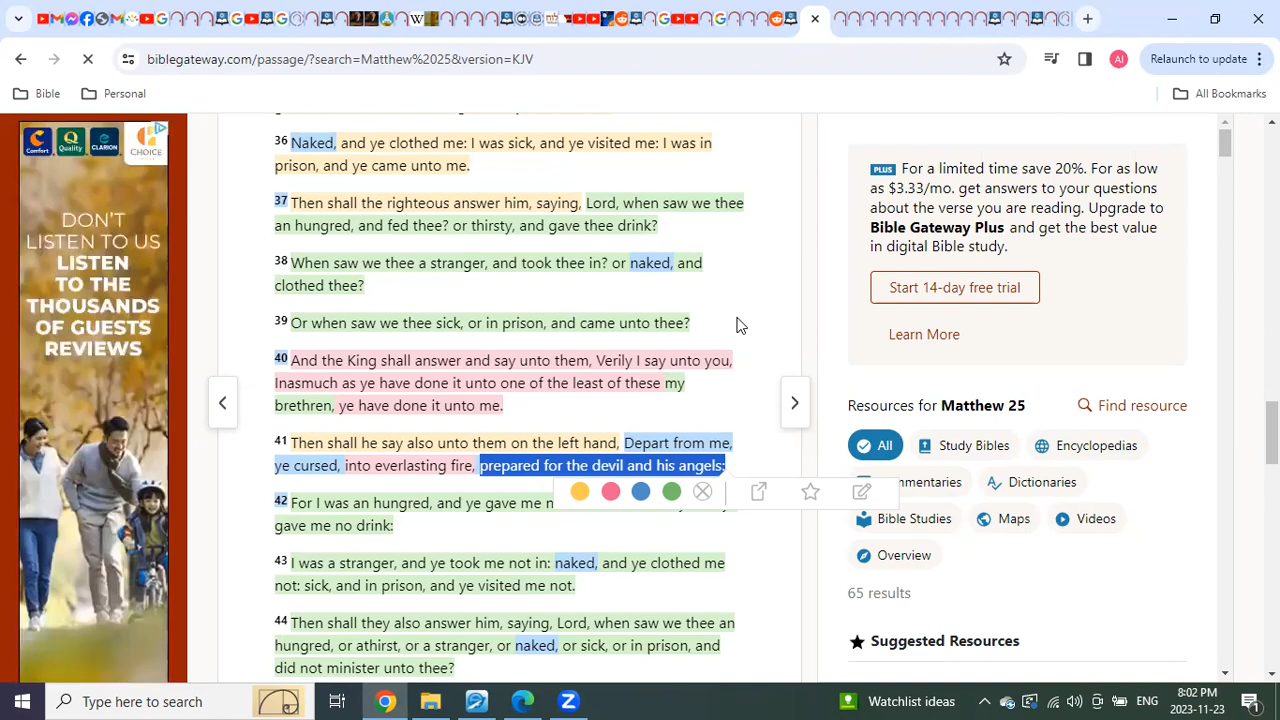 biblegateway.com/passage/?search=Matthew%2025&version=KJV
AI
Relaunch to update
Bible
Personal
All Bookmarks
Comfort
Quality
CLARION
CHOICE
DON'T
LISTEN TO US
LISTEN
TO THE
THOUSANDS
OF GUESTS
REVIEWS
36 Naked, and ye clothed me: I was sick, and ye visited me: I was in
prison, and ye came unto me.
37 Then shall the righteous answer him, saying, Lord, when saw we thee
an hungred, and fed thee? or thirsty, and gave thee drink?
38 When saw we thee a stranger, and took thee in? or naked, and
clothed thee?
39 Or when saw we thee sick, or in prison, and came unto thee?
40 And the King shall answer and say unto them, Verily I say unto you,
Inasmuch as ye have done it unto one of the least of these my
brethren, ye have done it unto me.
41 Then shall he say also unto them on the left hand, Depart from me,
ye cursed, into everlasting fire, prepared for the devil and his angels:
42 For I was an hungred, and ye gave me
gave me no drink:
43 I was a stranger, and ye took me not in: naked, and ye clothed me
not: sick, and in prison, and ye visited me not.
44 Then shall they also answer him, saying, Lord, when saw we thee an
hungred, or athirst, or a stranger, or naked, or sick, or in prison, and
did not minister unto thee?
PLUS For a limited time save 20%. For as low
as $3.33/mo. get answers to your questions
about the verse you are reading. Upgrade to
Bible Gateway Plus and get the best value
in digital Bible study.
Start 14-day free trial
Learn More
Resources for Matthew 25
Find resource
All
Study Bibles
Encyclopedias
mmentaries
Dictionaries
Bible Studies
Maps
Videos
Overview
65 results
Suggested Resources
Type here to search
Watchlist ideas
ENG
8:02 PM
2023-11-23
1